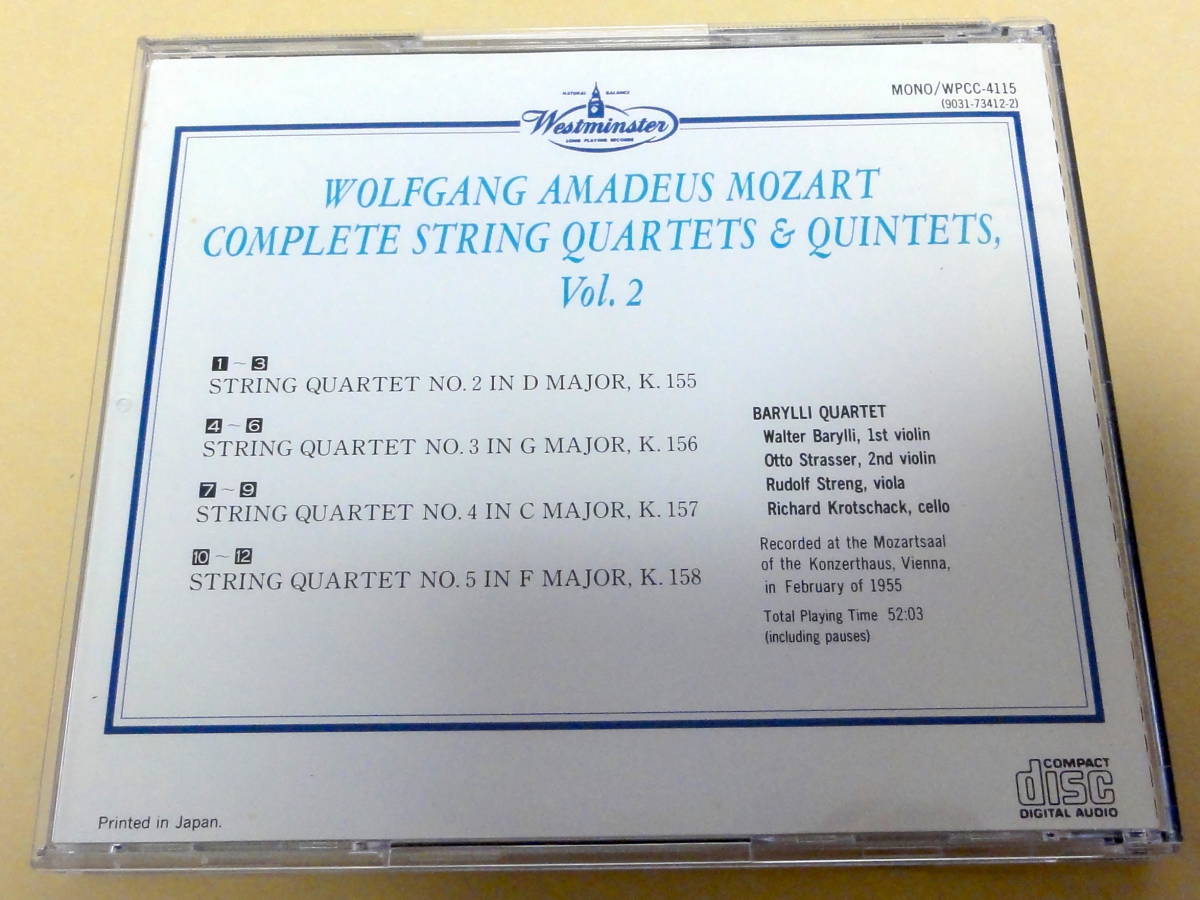 MONO/WPCC-4115
(9031-73412-2)
NATURAL BALANCE
Westminster
LONG PLAYING RECORDS
WOLFGANG AMADEUS MOZART
COMPLETE STRING QUARTETS & QUINTETS,
Vol. 2
1~3
STRING QUARTET NO. 2 IN D MAJOR, K. 155
4~6
STRING QUARTET NO. 3 IN G MAJOR, K. 156
7~9
STRING QUARTET NO. 4 IN C MAJOR, K. 157
10~12
STRING QUARTET NO. 5 IN F MAJOR, K. 158
BARYLLI QUARTET
Walter Barylli, 1st violin
Otto Strasser, 2nd violin
Rudolf Streng, viola
Richard Krotschack, cello
Recorded at the Mozartsaal
of the Konzerthaus, Vienna,
in February of 1955
Total Playing Time 52:03
(including pauses)
Printed in Japan.
COMPACT
disc
DIGITAL AUDIO